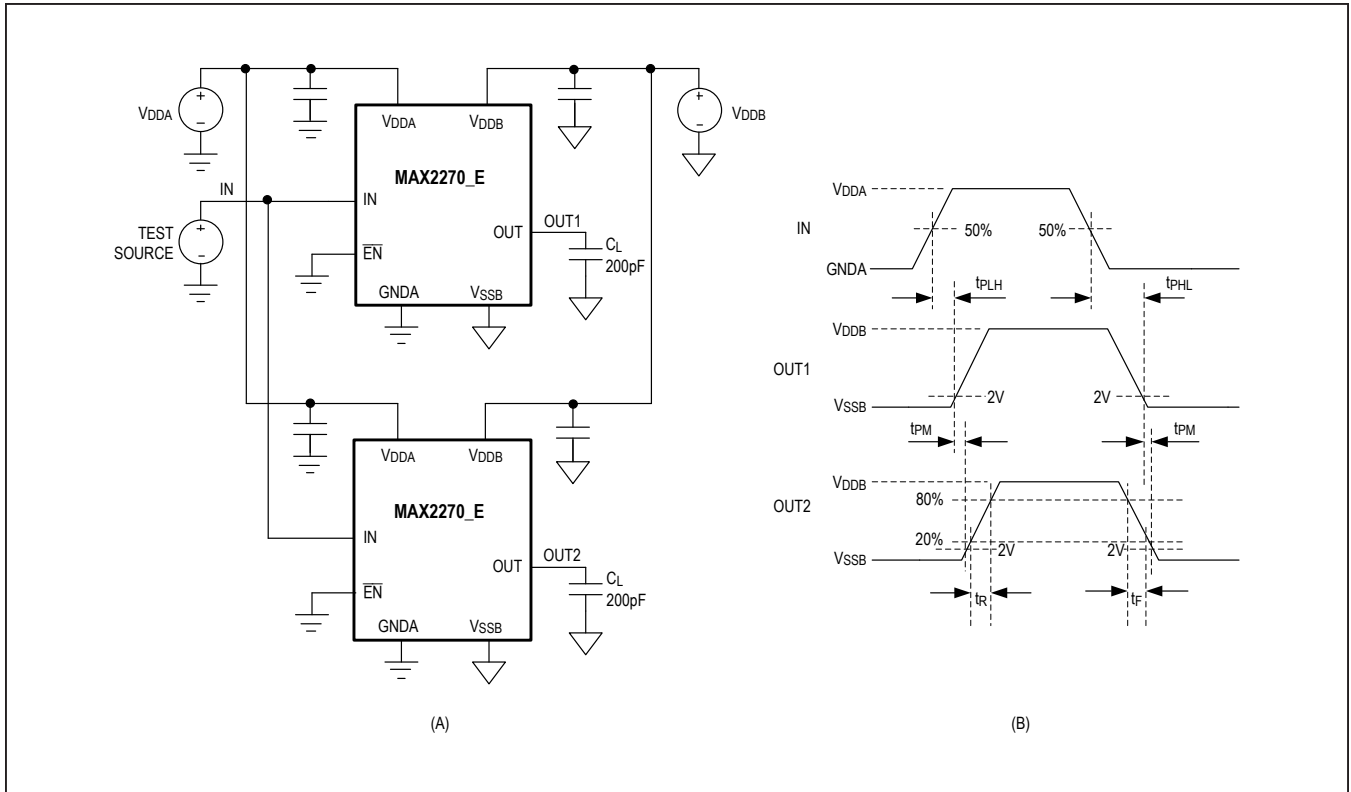 VDDA
VDDB
VDDA
VDDB
MAX2270_E
IN
TEST
SOURCE
IN
EN
OUT
OUT1
CL
200pF
GNDA
VSSB
VDDA
VDDB
MAX2270_E
IN
EN
OUT
OUT2
CL
200pF
GNDA
VSSB
(A)
VDDA
IN
50%
50%
GNDA
tPLH
tPHL
VDDB
OUT1
2V
2V
VSSB
tPM
tPM
VDDB
80%
OUT2
20%
2V
2V
VSSB
tR
tF
(B)